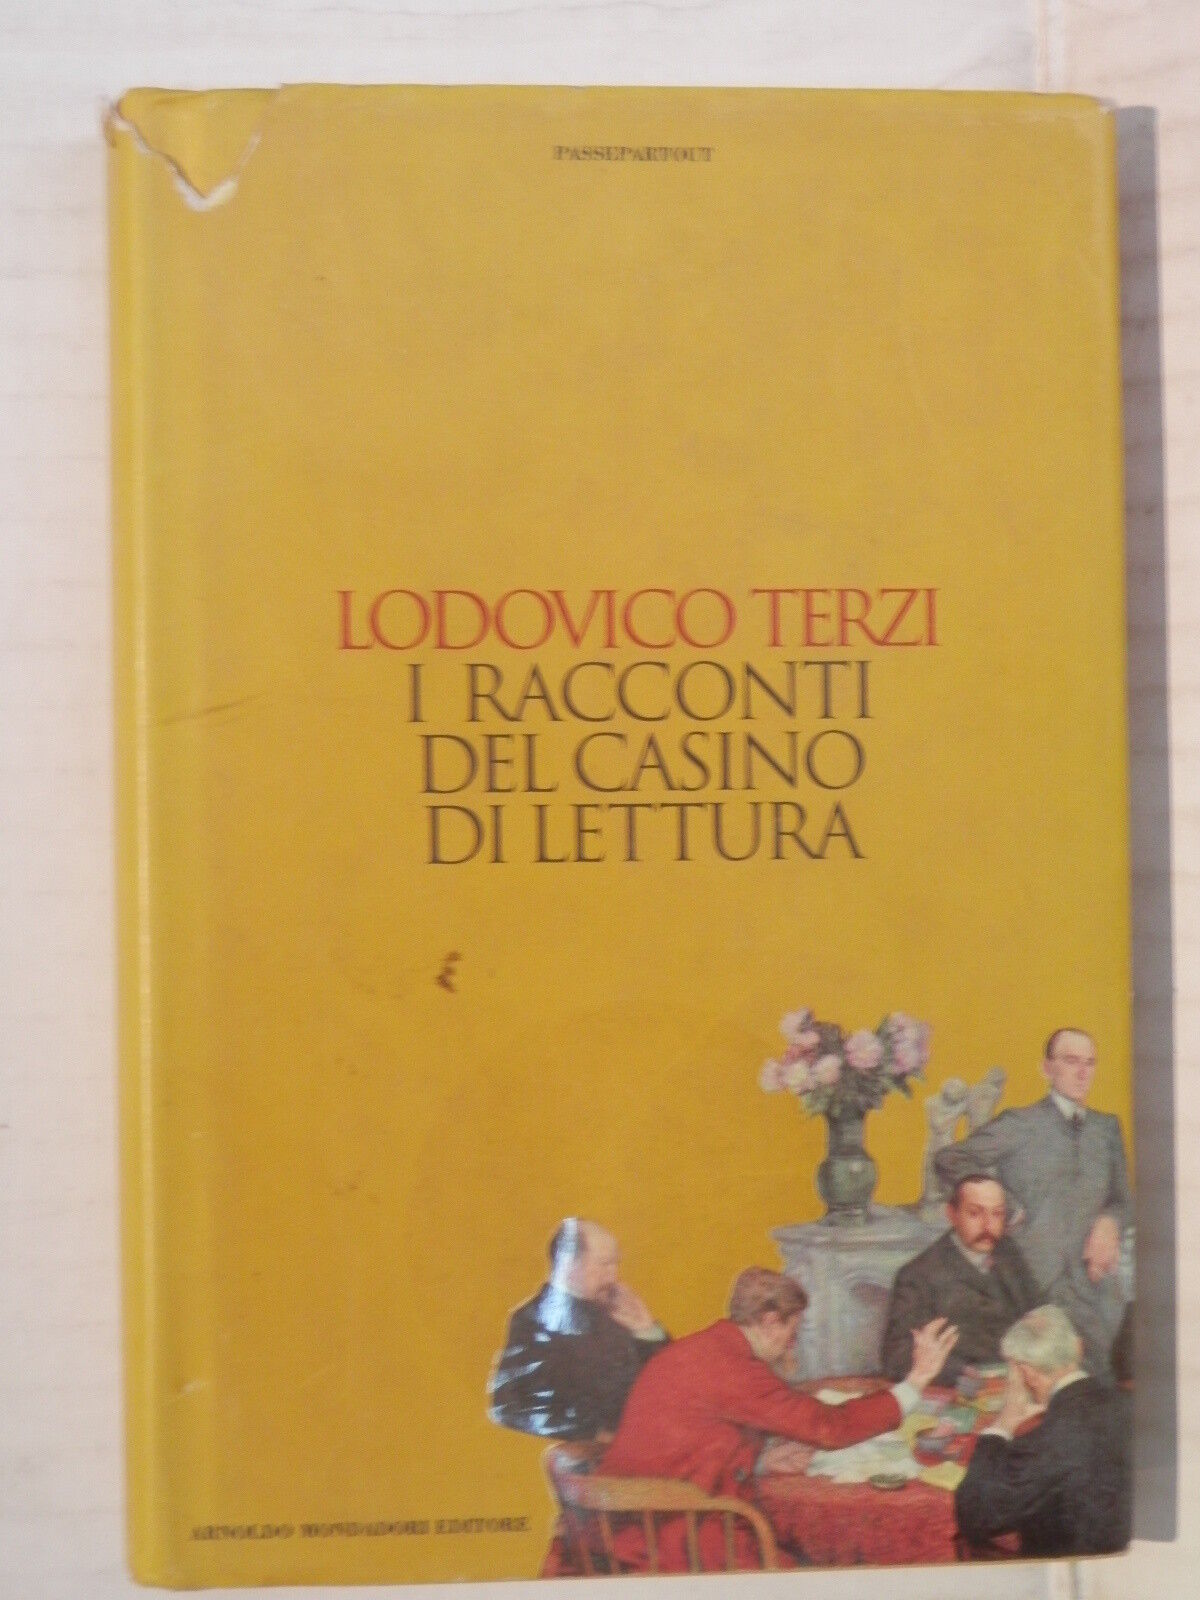 PASSEPARTOUT
LODOVICO TERZI
I RACCONTI
DEL CASINO
DI LETTURA
ARNOLDO MONDADORI EDITORE